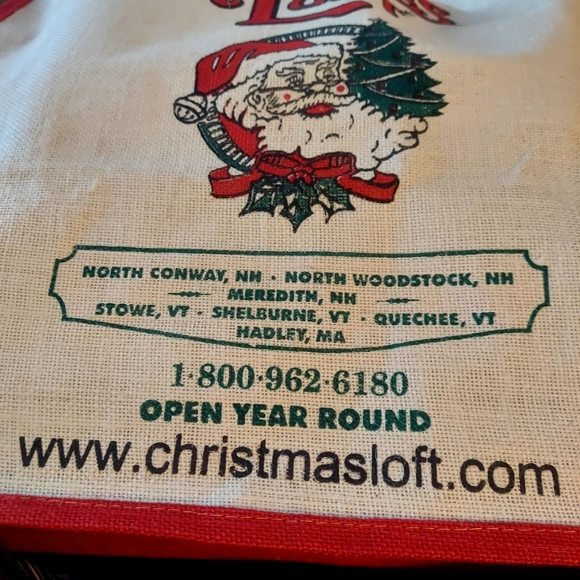 NORTH CONWAY, NH · NORTH WOODSTOCK, NH
MEREDITH, NH
STOWE, VT · SHELBURNE, VT · QUECHEE, VT
HADLEY, MA
1·800·962·6180
OPEN YEAR ROUND
www.christmasloft.com